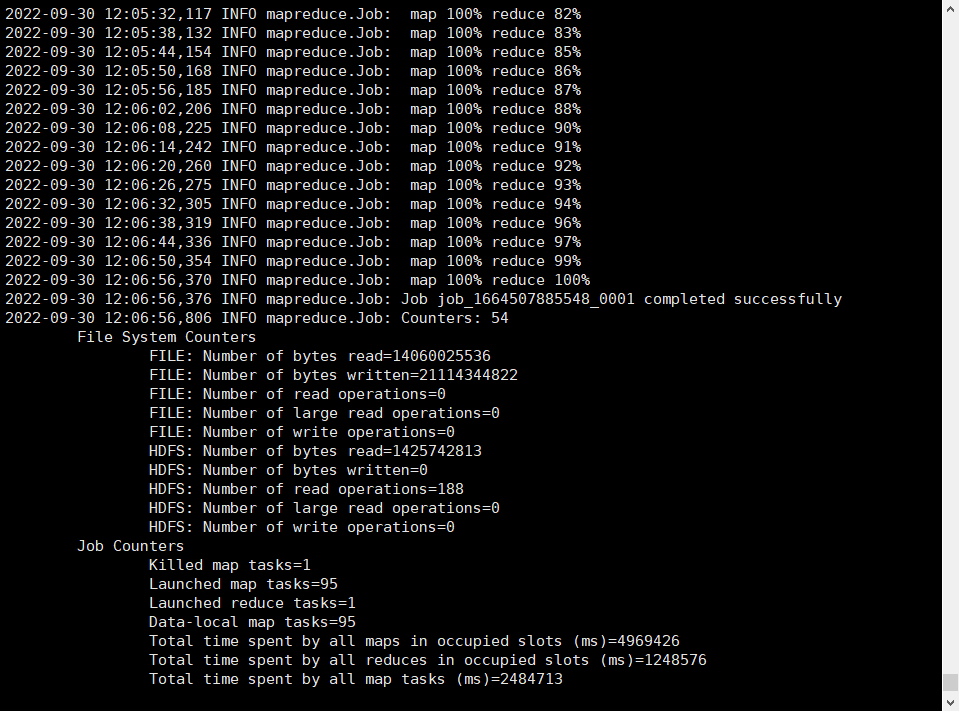 2022-09-30 12:05:32,117 INFO mapreduce.Job:  map 100% reduce 82%
2022-09-30 12:05:38,132 INFO mapreduce.Job:  map 100% reduce 83%
2022-09-30 12:05:44,154 INFO mapreduce.Job:  map 100% reduce 85%
2022-09-30 12:05:50,168 INFO mapreduce.Job:  map 100% reduce 86%
2022-09-30 12:05:56,185 INFO mapreduce.Job:  map 100% reduce 87%
2022-09-30 12:06:02,206 INFO mapreduce.Job:  map 100% reduce 88%
2022-09-30 12:06:08,225 INFO mapreduce.Job:  map 100% reduce 90%
2022-09-30 12:06:14,242 INFO mapreduce.Job:  map 100% reduce 91%
2022-09-30 12:06:20,260 INFO mapreduce.Job:  map 100% reduce 92%
2022-09-30 12:06:26,275 INFO mapreduce.Job:  map 100% reduce 93%
2022-09-30 12:06:32,305 INFO mapreduce.Job:  map 100% reduce 94%
2022-09-30 12:06:38,319 INFO mapreduce.Job:  map 100% reduce 96%
2022-09-30 12:06:44,336 INFO mapreduce.Job:  map 100% reduce 97%
2022-09-30 12:06:50,354 INFO mapreduce.Job:  map 100% reduce 99%
2022-09-30 12:06:56,370 INFO mapreduce.Job:  map 100% reduce 100%
2022-09-30 12:06:56,376 INFO mapreduce.Job: Job job_1664507885548_0001 completed successfully
2022-09-30 12:06:56,806 INFO mapreduce.Job: Counters: 54
File System Counters
FILE: Number of bytes read=14060025536
FILE: Number of bytes written=21114344822
FILE: Number of read operations=0
FILE: Number of large read operations=0
FILE: Number of write operations=0
HDFS: Number of bytes read=1425742813
HDFS: Number of bytes written=0
HDFS: Number of read operations=188
HDFS: Number of large read operations=0
HDFS: Number of write operations=0
Job Counters
Killed map tasks=1
Launched map tasks=95
Launched reduce tasks=1
Data-local map tasks=95
Total time spent by all maps in occupied slots (ms)=4969426
Total time spent by all reduces in occupied slots (ms)=1248576
Total time spent by all map tasks (ms)=2484713